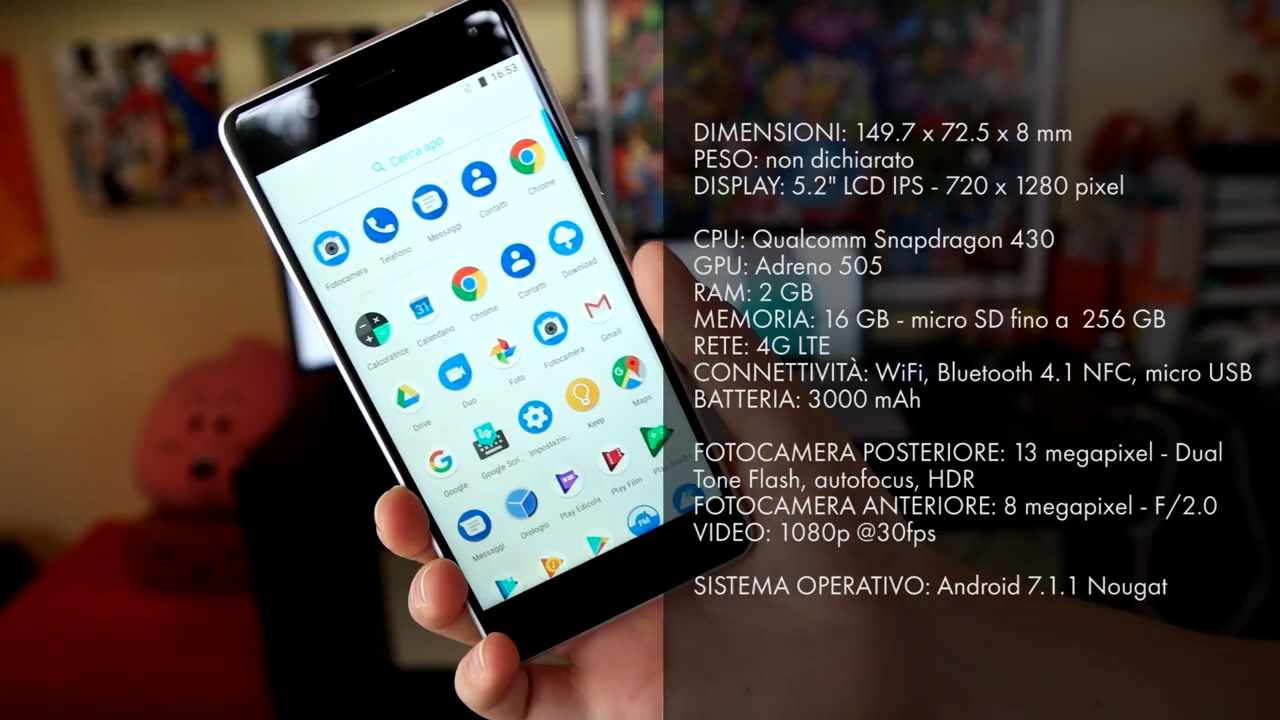 16:53
Cerca app
Fotocamera
Telefono
Messaggi
Contatti
Chrome
Calcolatrice
Calendario
Chrome
Contatti
Download
Drive
Duo
Foto
Fotocamera
Gmail
Google
Google Scri...
Impostazio...
Keep
Maps
Messaggi
Orologio
Play Edicola
Play Film
31
G
FM
DIMENSIONI: 149.7 x 72.5 x 8 mm
PESO: non dichiarato
DISPLAY: 5.2" LCD IPS - 720 x 1280 pixel
CPU: Qualcomm Snapdragon 430
GPU: Adreno 505
RAM: 2 GB
MEMORIA: 16 GB - micro SD fino a 256 GB
RETE: 4G LTE
CONNETTIVITÀ: WiFi, Bluetooth 4.1 NFC, micro USB
BATTERIA: 3000 mAh
FOTOCAMERA POSTERIORE: 13 megapixel - Dual
Tone Flash, autofocus, HDR
FOTOCAMERA ANTERIORE: 8 megapixel - F/2.0
VIDEO: 1080p @30fps
SISTEMA OPERATIVO: Android 7.1.1 Nougat